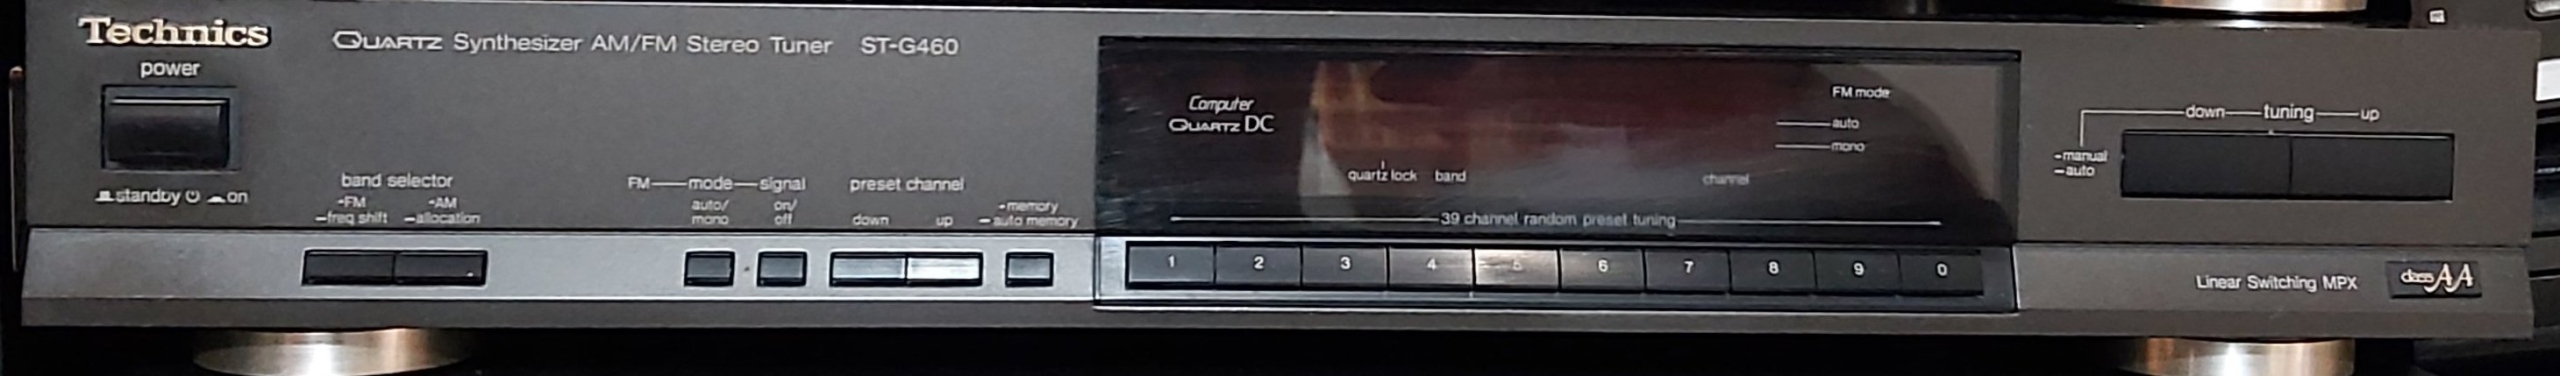 Technics
QUARTZ Synthesizer AM/FM Stereo Tuner ST-G460
power
standby on
band selector
-FM -AM
-freq shift -allocation
FM mode signal
auto/ on/
mono off
preset channel
down up
-memory
-auto memory
Computer
QUARTZ DC
FM mode
auto
mono
quartz lock band channel
39 channel random preset tuning
1 2 3 4 5 6 7 8 9 0
down tuning up
-manual
-auto
Linear Switching MPX
class AA